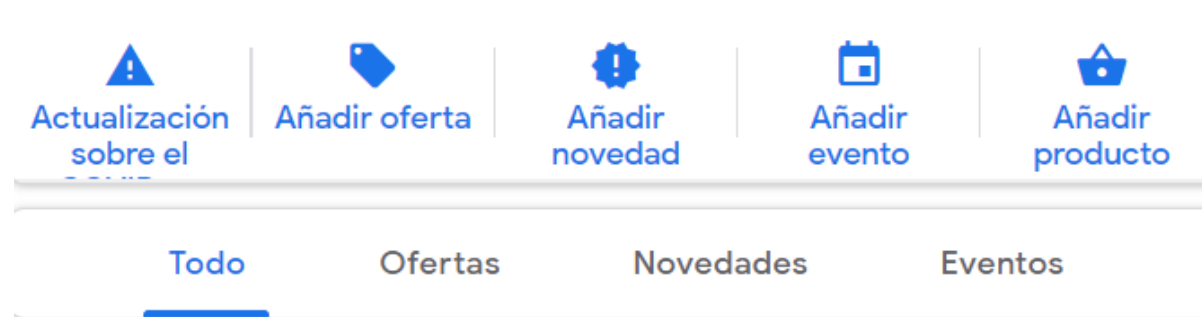 Actualización
sobre el
Añadir oferta
Añadir
novedad
Añadir
evento
Añadir
producto
Todo
Ofertas
Novedades
Eventos